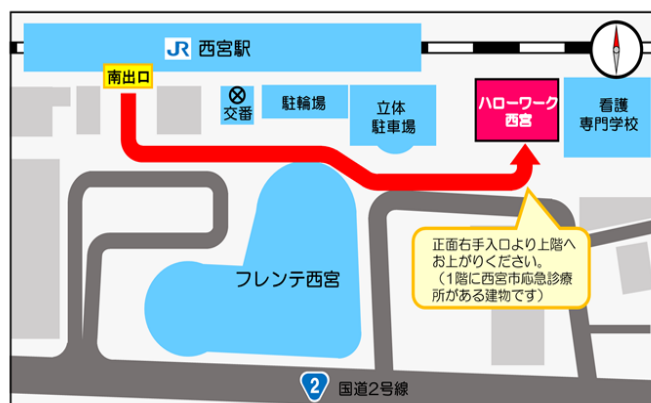 JR 西宮駅
南出口
交番
駐輪場
立体
駐車場
ハローワーク
西宮
看護
専門学校
正面右手入口より上階へ
お上がりください。
(1階に西宮市応急診療
所がある建物です)
フレンテ西宮
2 国道2号線